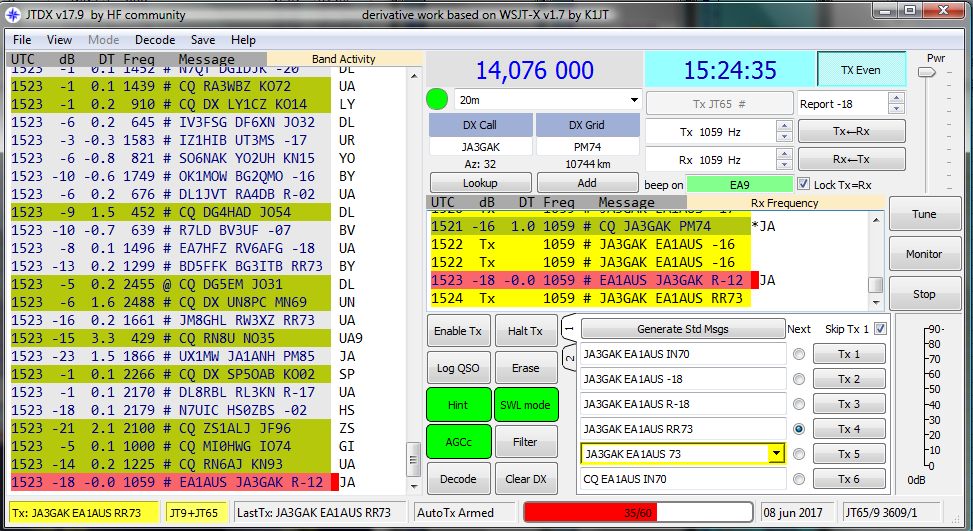 JTDX v17.9 by HF community derivative work based on WSJT-X v1.7 by K1JT
File View Mode Decode Save Help
UTC dB DT Freq Message Band Activity
1523 -1 0.1 1452 # N7QT DG1DJK -20 DL
1523 -1 0.1 1439 # CQ RA3WBZ KO72 UA
1523 -1 0.2 910 # CQ DX LY1CZ KO14 LY
1523 -6 0.2 645 # IV3FSG DF6XN JO32 DL
1523 -3 -0.3 1583 # IZ1HIB UT3MS -17 UR
1523 -6 -0.8 821 # SO6NAK YO2UH KN15 YO
1523 -10 -0.6 1749 # OK1MOW BG2QMO -16 BY
1523 -6 0.2 676 # DL1JVT RA4DB R-02 UA
1523 -9 1.5 452 # CQ DG4HAD JO54 DL
1523 -10 -0.7 639 # R7LD BV3UF -07 BV
1523 -8 0.1 1496 # EA7HFZ RV6AFG -18 UA
1523 -13 0.2 1299 # BD5FFK BG3ITB RR73 BY
1523 -5 0.2 2455 @ CQ DG5EM JO31 DL
1523 -6 1.6 2488 # CQ DX UN8PC MN69 UN
1523 -16 0.2 1661 # JM8GHL RW3XZ RR73 UA
1523 -15 3.3 429 # CQ RN8U NO35 UA9
1523 -23 1.5 1866 # UX1MW JA1ANH PM85 JA
1523 -1 0.1 2266 # CQ DX SP5OAB KO02 SP
1523 -1 0.1 2170 # DL8RBL RL3KN R-17 UA
1523 -18 0.1 2179 # N7UIC HS0ZBS -02 HS
1523 -21 2.1 2100 # CQ ZS1ALJ JF96 ZS
1523 -5 0.1 1000 # CQ MI0HWG IO74 GI
1523 -14 0.2 1225 # CQ RN6AJ KN93 UA
1523 -18 -0.0 1059 # EA1AUS JA3GAK R-12 JA
14,076 000 15:24:35 TX Even Pwr
20m Tx JT65 # Report -18
DX Call DX Grid Tx 1059 Hz Tx←Rx
JA3GAK PM74
Az: 32 10744 km Rx 1059 Hz Rx←Tx
Lookup Add beep on EA9 Lock Tx=Rx
UTC dB DT Freq Message Rx Frequency
1521 -16 1.0 1059 # CQ JA3GAK PM74 *JA
1522 Tx 1059 # JA3GAK EA1AUS -16
1522 Tx 1059 # JA3GAK EA1AUS -16
1523 -18 -0.0 1059 # EA1AUS JA3GAK R-12 JA
1524 Tx 1059 # JA3GAK EA1AUS RR73
Tune
Monitor
Stop
Enable Tx Halt Tx 1 Generate Std Msgs Next Skip Tx 1
2 JA3GAK EA1AUS IN70 Tx 1
Log QSO Erase JA3GAK EA1AUS -18 Tx 2
Hint SWL mode JA3GAK EA1AUS R-18 Tx 3
AGCc Filter JA3GAK EA1AUS RR73 Tx 4
JA3GAK EA1AUS 73 Tx 5
Decode Clear DX CQ EA1AUS IN70 Tx 6
-90-
-80-
-70-
-60-
-50-
-40-
-30-
-20-
-10-
-0-
0dB
Tx: JA3GAK EA1AUS RR73 JT9+JT65 LastTx: JA3GAK EA1AUS RR73 AutoTx Armed 35/60 08 jun 2017 JT65/9 3609/1